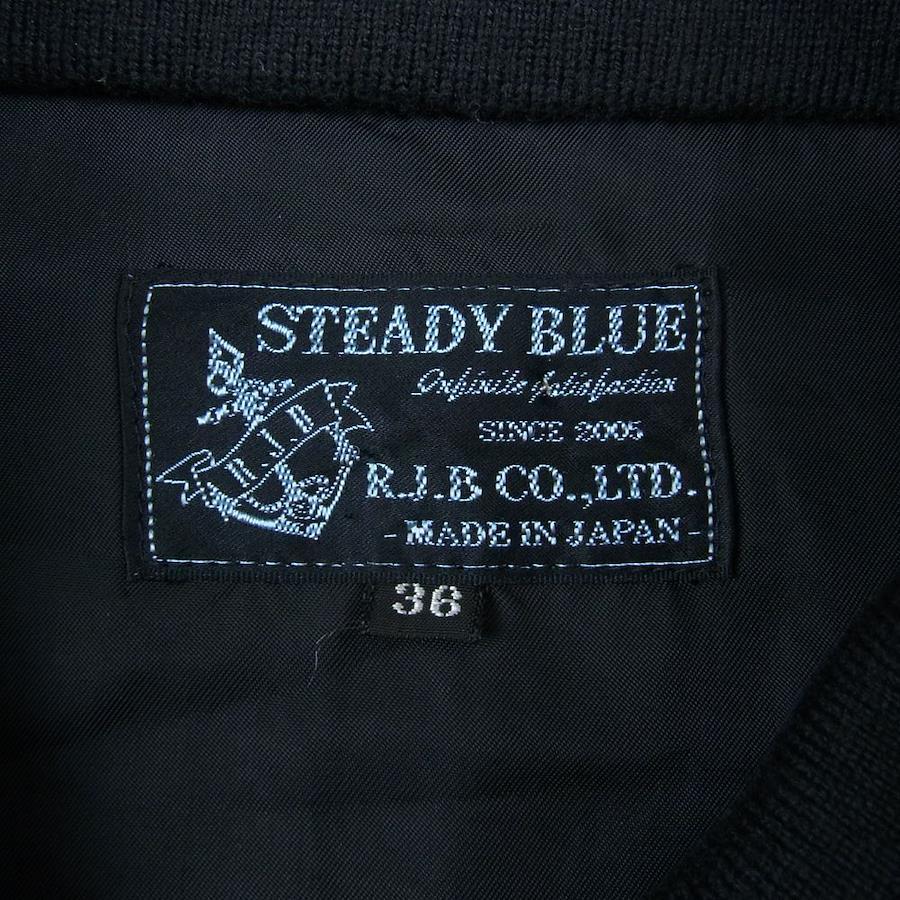 STEADY BLUE
Infinite Satisfaction
SINCE 2005
R.J.B
R.J.B CO.,LTD.
- MADE IN JAPAN -
36